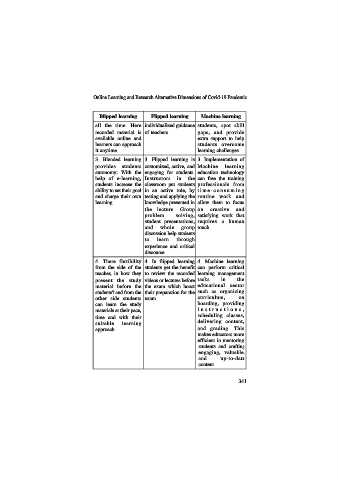 Online Learning and Research Alternative Dimensions of Covid-19 Pandemic
Blipped learning
Flipped learning
Machine learning
all the time. Here
recorded material is
available online and
learners can approach
it anytime
individualized guidance
of teachers
students, spot skill
gaps, and provide
extra support to help
students overcome
learning challenges
3 Blended learning
provides students
autonomy: With the
help of e-learning,
students increase the
ability to set their goal
and charge their own
learning
3 Flipped learning is
customized, active, and
engaging for students:
Instructors in the
classroom put students
in an active role, by
testing and applying the
knowledge presented in
the lecture. Group
problem solving,
student presentations,
and whole group
discussion help students
to learn through
experience and critical
discourse
3 Implementation of
Machine learning
education technology
can free the training
professionals from
time-consuming
routine work and
allow them to focus
on creative and
satisfying work that
requires a human
touch
4 There flexibility
from the side of the
teacher, in how they
present the study
material before the
students' and from the
other side students
can learn the study
materials at their pace,
time and with their
suitable learning
approach
4 In flipped learning
students get the benefit
to review the recorded
videos or lectures before
the exam which boost
their preparation for the
exam
4 Machine learning
can perform critical
learning management
tasks in the
educational sector
such as organizing
curriculum, on
boarding, providing
instructions,
scheduling classes,
delivering content,
and grading. This
makes educators more
efficient in mentoring
students and crafting
engaging, valuable,
and up-to-date
content
341